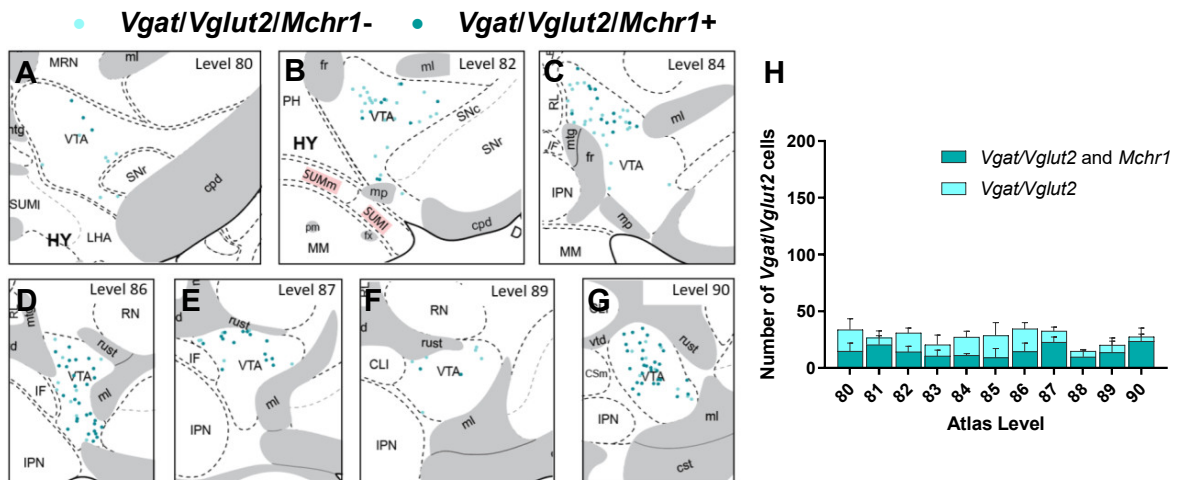 Vgat/Vglut2/Mchr1- Vgat/Vglut2/Mchr1+
A MRN ml Level 80
VTA
SNr
cpd
SUMl
HY LHA
B fr ml Level 82
PH
VTA
SNc
HY
SNr
SUMm
mp
SUMl
pm
fx
MM
cpd
C Level 84
RL
ml
mtg
IF
fr
VTA
IPN
mp
MM
D Level 86
RN
d
rust
VTA
IF
ml
IPN
E Level 87
d
rust
IF
VTA
ml
IPN
F Level 89
RN
d
rust
CLI
VTA
ml
IPN
G Level 90
CLI
vtd
rust
CSm
VTA
IPN
ml
cst
H
Number of Vgat/Vglut2 cells
200
150
100
50
0
Vgat/Vglut2 and Mchr1
Vgat/Vglut2
80 81 82 83 84 85 86 87 88 89 90
Atlas Level